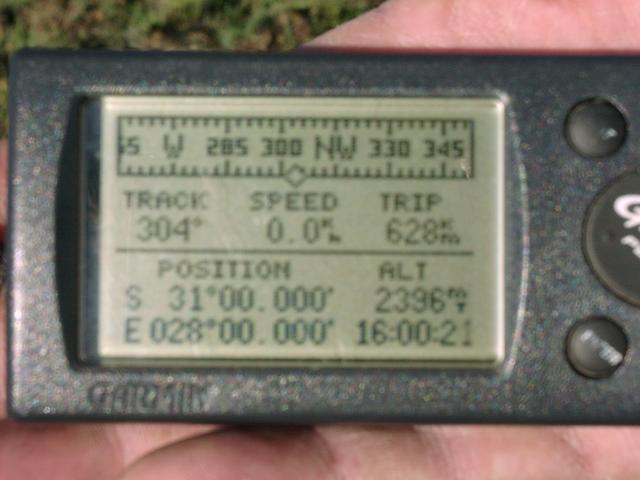 W 285 300 NW 330 345
TRACK SPEED TRIP
304° 0.0 628
POSITION ALT
S 31°00.000' 2396
E 028°00.000' 16:00:21
GARMIN